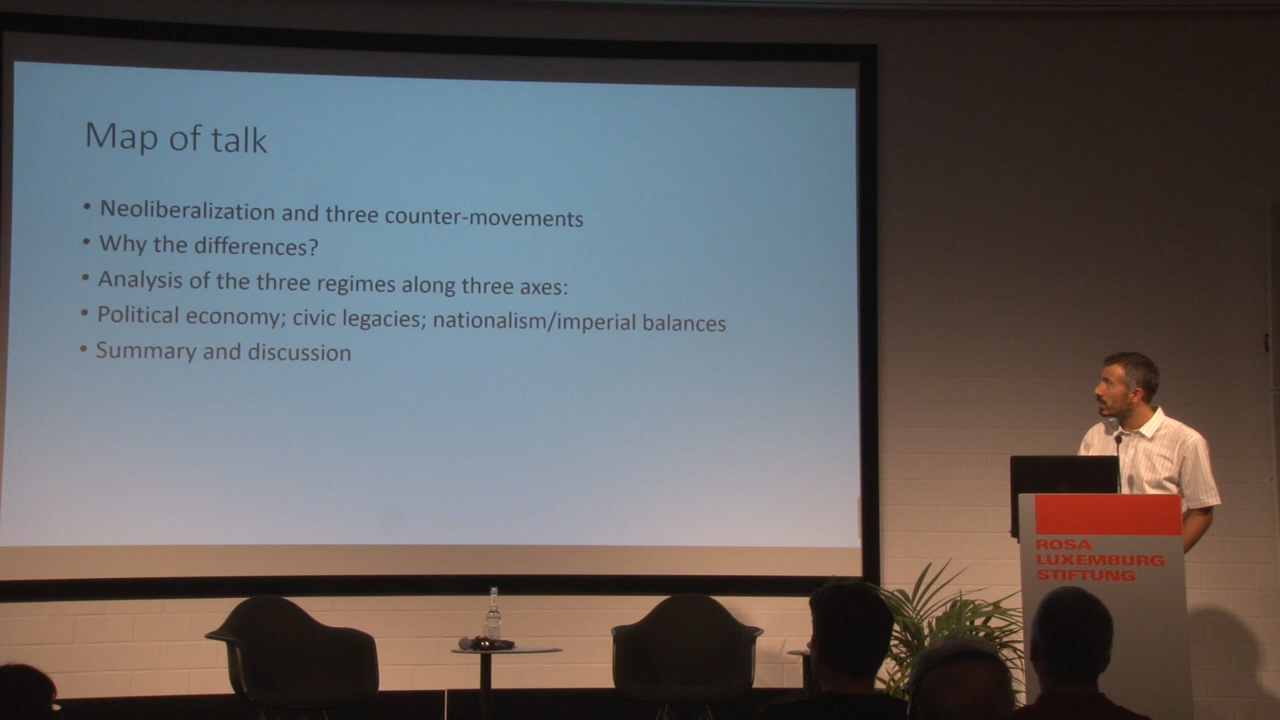 Map of talk
• Neoliberalization and three counter-movements
• Why the differences?
• Analysis of the three regimes along three axes:
• Political economy; civic legacies; nationalism/imperial balances
• Summary and discussion
ROSA
LUXEMBURG
STIFTUNG